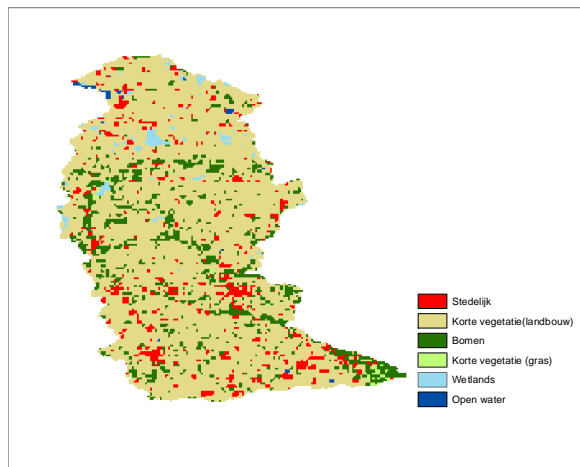 Stedelijk
Korte vegetatie(landbouw)
Bomen
Korte vegetatie (gras)
Wetlands
Open water